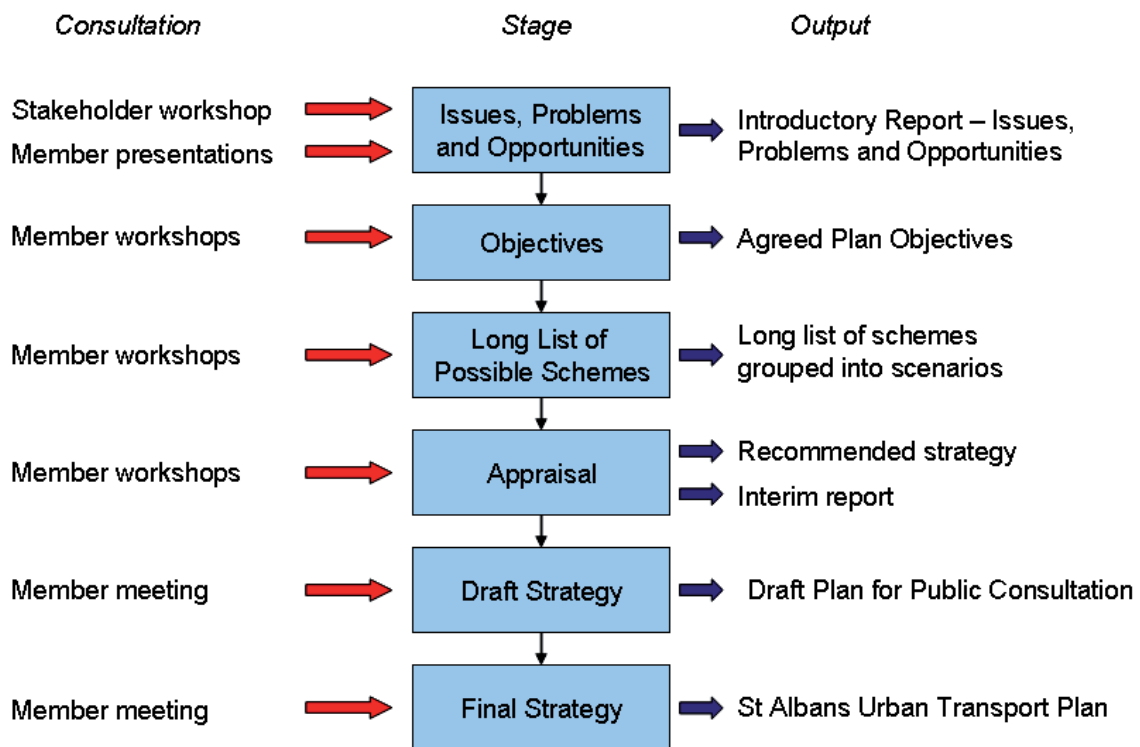 Consultation
Stage
Output
Stakeholder workshop
Member presentations
Issues, Problems
and Opportunities
Introductory Report – Issues,
Problems and Opportunities
Member workshops
Objectives
Agreed Plan Objectives
Member workshops
Long List of
Possible Schemes
Long list of schemes
grouped into scenarios
Member workshops
Appraisal
Recommended strategy
Interim report
Member meeting
Draft Strategy
Draft Plan for Public Consultation
Member meeting
Final Strategy
St Albans Urban Transport Plan